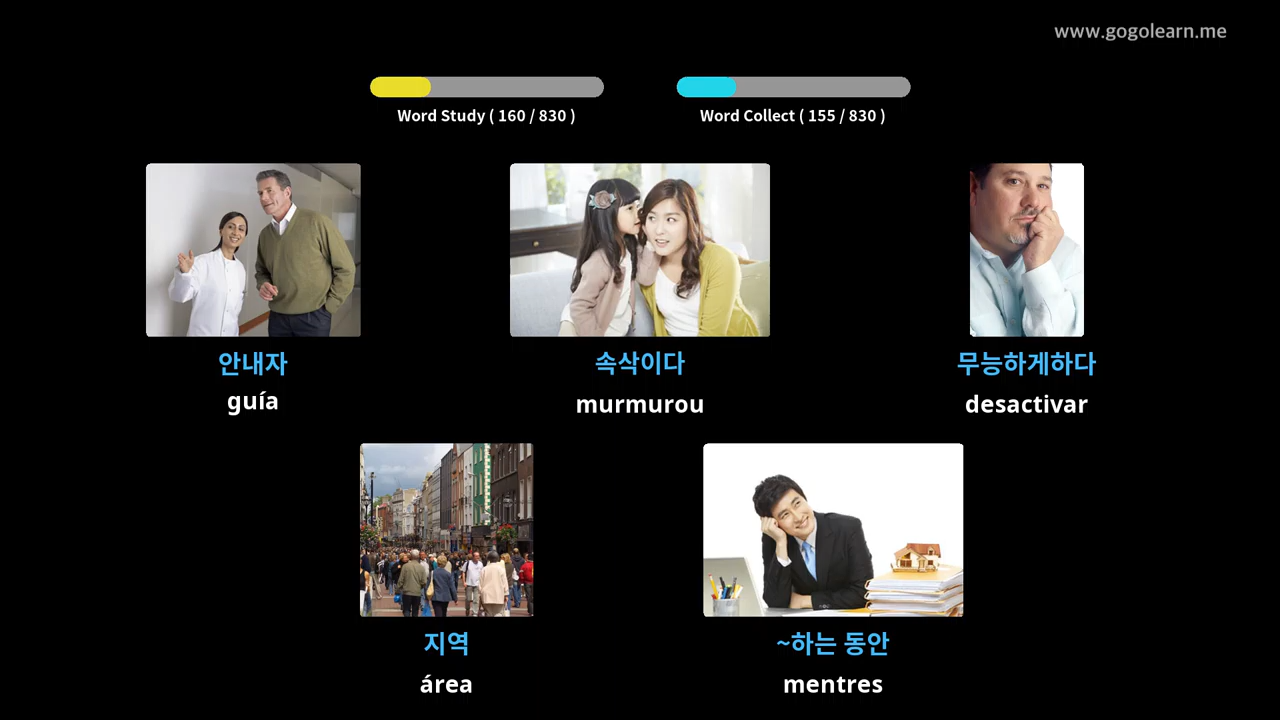 www.gogolearn.me
Word Study ( 160 / 830 )
Word Collect ( 155 / 830 )
안내자
guía
속삭이다
murmurou
무능하게하다
desactivar
지역
área
~하는 동안
mentres